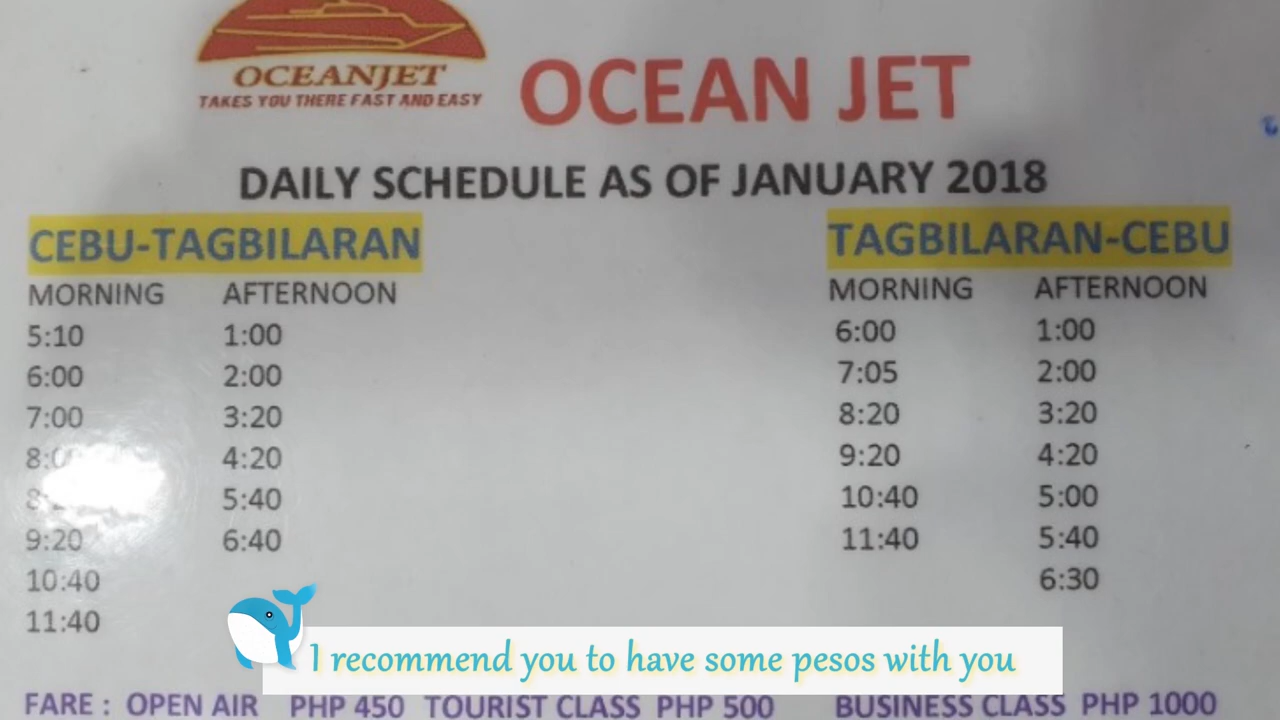 OCEANJET
TAKES YOU THERE FAST AND EASY
OCEAN JET
DAILY SCHEDULE AS OF JANUARY 2018
CEBU-TAGBILARAN TAGBILARAN-CEBU
MORNING AFTERNOON MORNING AFTERNOON
5:10 1:00 6:00 1:00
6:00 2:00 7:05 2:00
7:00 3:20 8:20 3:20
4:20 9:20 4:20
5:40 10:40 5:00
9:20 6:40 11:40 5:40
10:40 6:30
11:40
I recommend you to have some pesos with you
FARE : OPEN AIR PHP 450 TOURIST CLASS PHP 500 BUSINESS CLASS PHP 1000